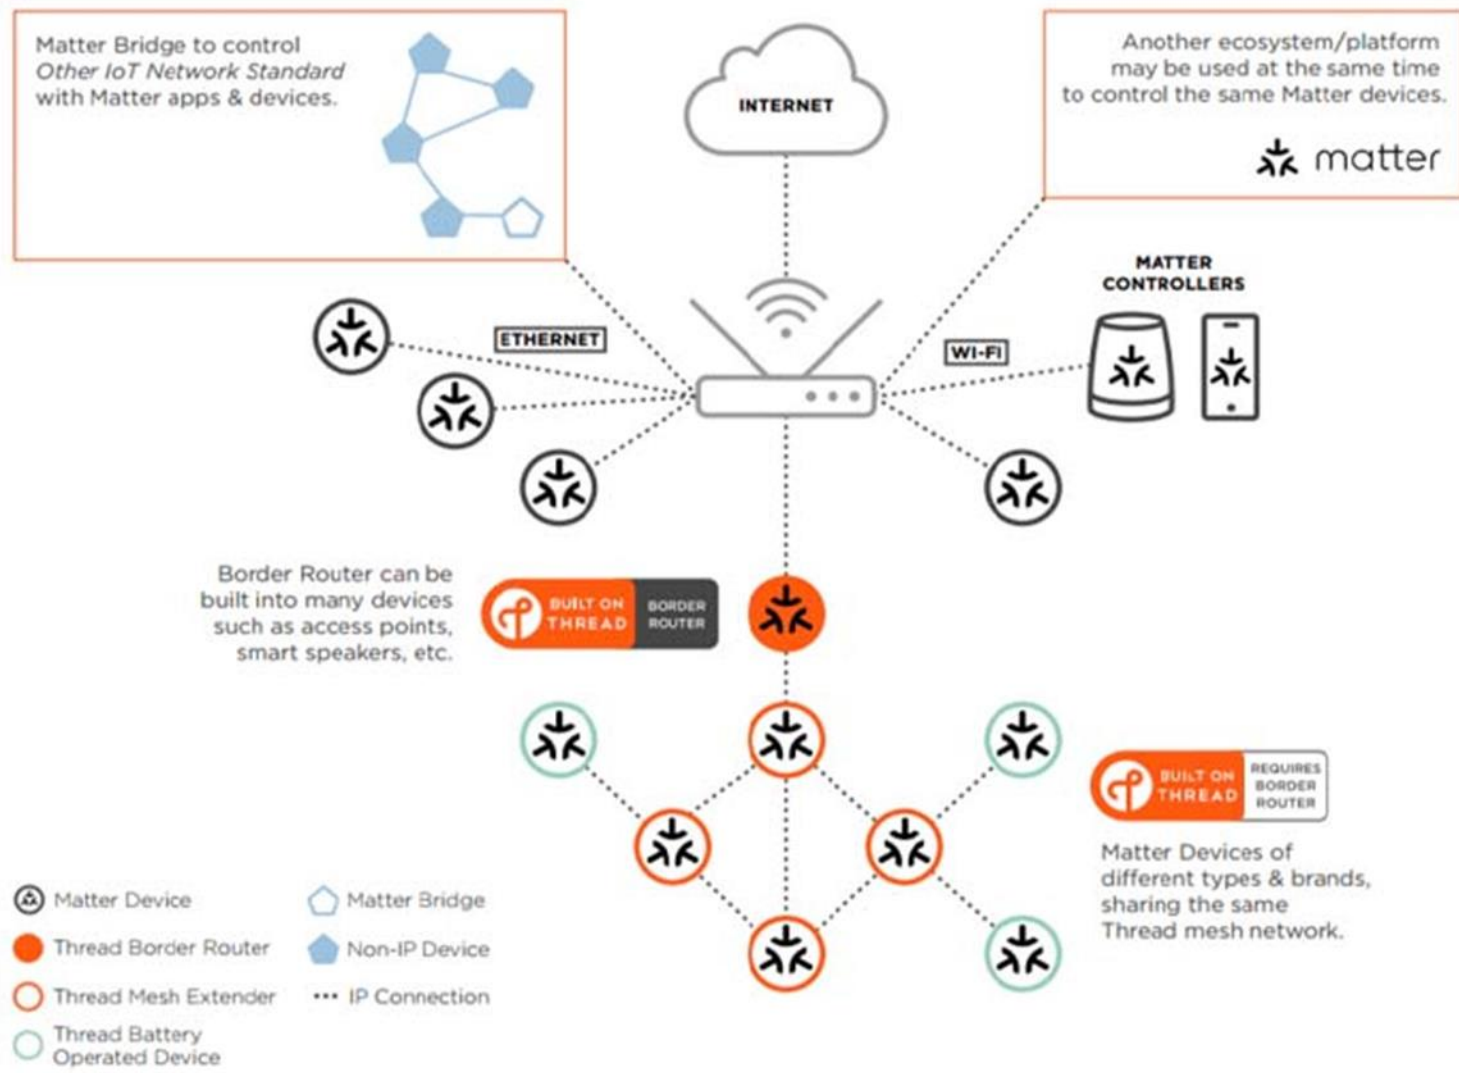 Matter Bridge to control
Other IoT Network Standard
with Matter apps & devices.
INTERNET
Another ecosystem/platform
may be used at the same time
to control the same Matter devices.
matter
MATTER
CONTROLLERS
ETHERNET
WI-FI
Border Router can be
built into many devices
such as access points,
smart speakers, etc.
BUILT ON
THREAD
BORDER
ROUTER
BUILT ON
THREAD
REQUIRES
BORDER
ROUTER
Matter Devices of
different types & brands,
sharing the same
Thread mesh network.
Matter Device
Thread Border Router
Thread Mesh Extender
Thread Battery
Operated Device
Matter Bridge
Non-IP Device
IP Connection